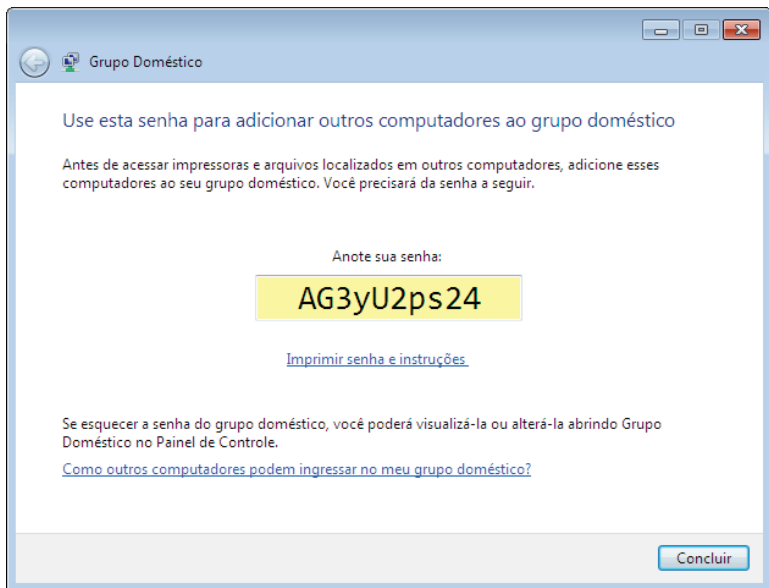 Grupo Doméstico
Use esta senha para adicionar outros computadores ao grupo doméstico
Antes de acessar impressoras e arquivos localizados em outros computadores, adicione esses
computadores ao seu grupo doméstico. Você precisará da senha a seguir.
Anote sua senha:
AG3yU2ps24
Imprimir senha e instruções
Se esquecer a senha do grupo doméstico, você poderá visualizá-la ou alterá-la abrindo Grupo
Doméstico no Painel de Controle.
Como outros computadores podem ingressar no meu grupo doméstico?
Concluir